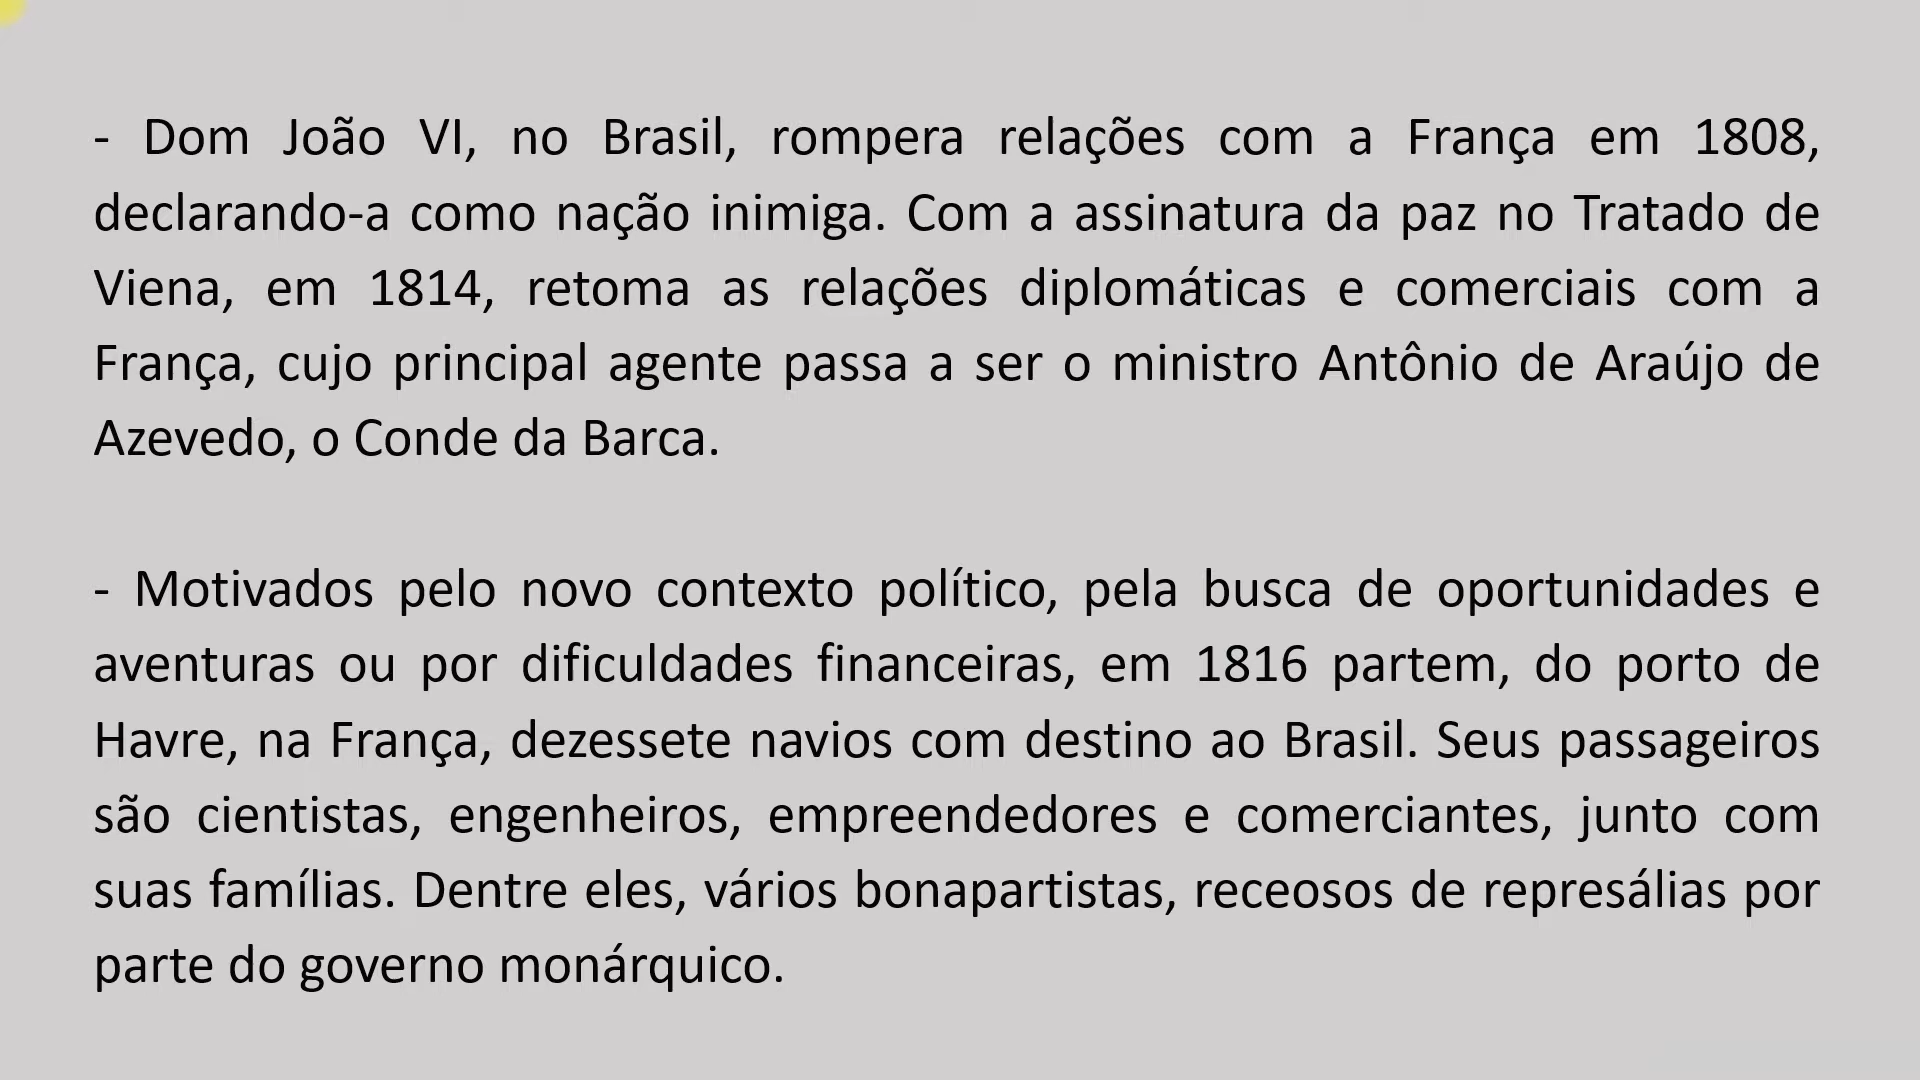 - Dom João VI, no Brasil, rompera relações com a França em 1808,
declarando-a como nação inimiga. Com a assinatura da paz no Tratado de
Viena, em 1814, retoma as relações diplomáticas e comerciais com a
França, cujo principal agente passa a ser o ministro Antônio de Araújo de
Azevedo, o Conde da Barca.
- Motivados pelo novo contexto político, pela busca de oportunidades e
aventuras ou por dificuldades financeiras, em 1816 partem, do porto de
Havre, na França, dezessete navios com destino ao Brasil. Seus passageiros
são cientistas, engenheiros, empreendedores e comerciantes, junto com
suas famílias. Dentre eles, vários bonapartistas, receosos de represálias por
parte do governo monárquico.